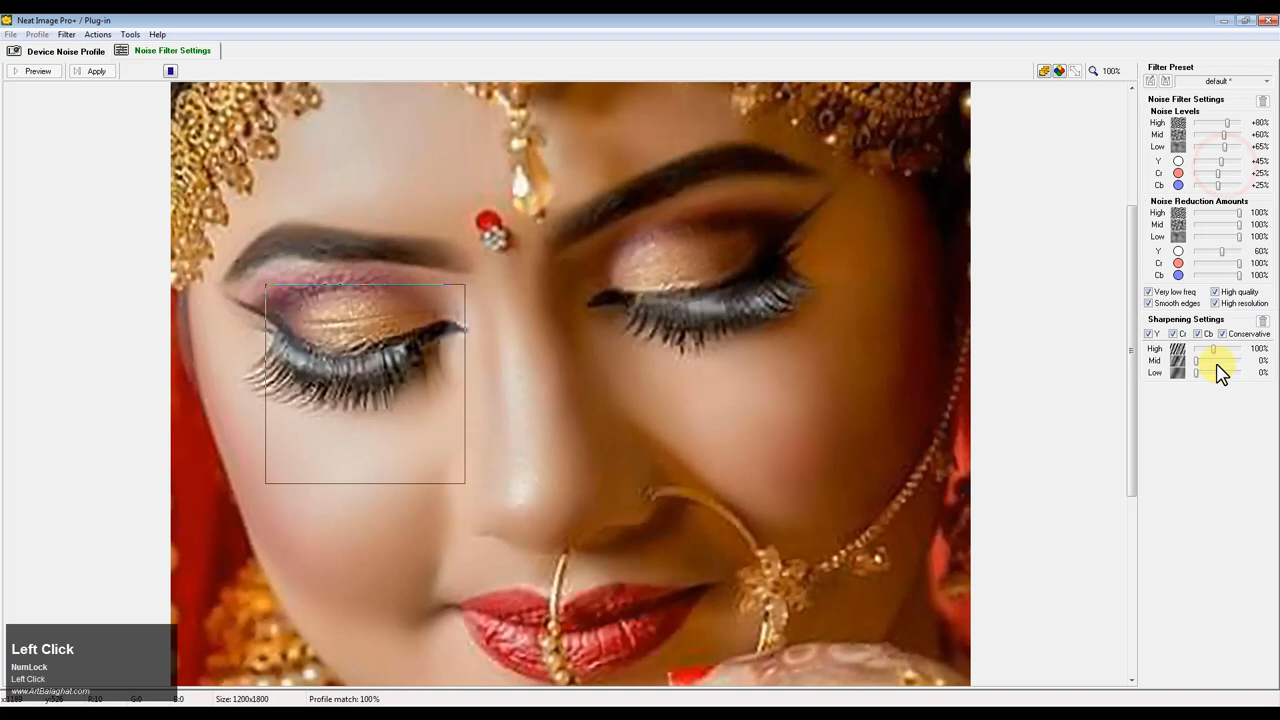 Neat Image Pro+ / Plug-in
File Profile Filter Actions Tools Help
Device Noise Profile Noise Filter Settings
Preview Apply 100%
Filter Preset
default *
Noise Filter Settings
Noise Levels
High +80%
Mid +60%
Low +65%
Y +45%
Cr +25%
Cb +25%
Noise Reduction Amounts
High 100%
Mid 100%
Low 100%
Y 60%
Cr 100%
Cb 100%
Very low freq High quality
Smooth edges High resolution
Sharpening Settings
Y Cr Cb Conservative
High 100%
Mid 0%
Low 0%
Left Click
NumLock
Left Click
www.ArtBalaghat.com
Size: 1200x1800 Profile match: 100%